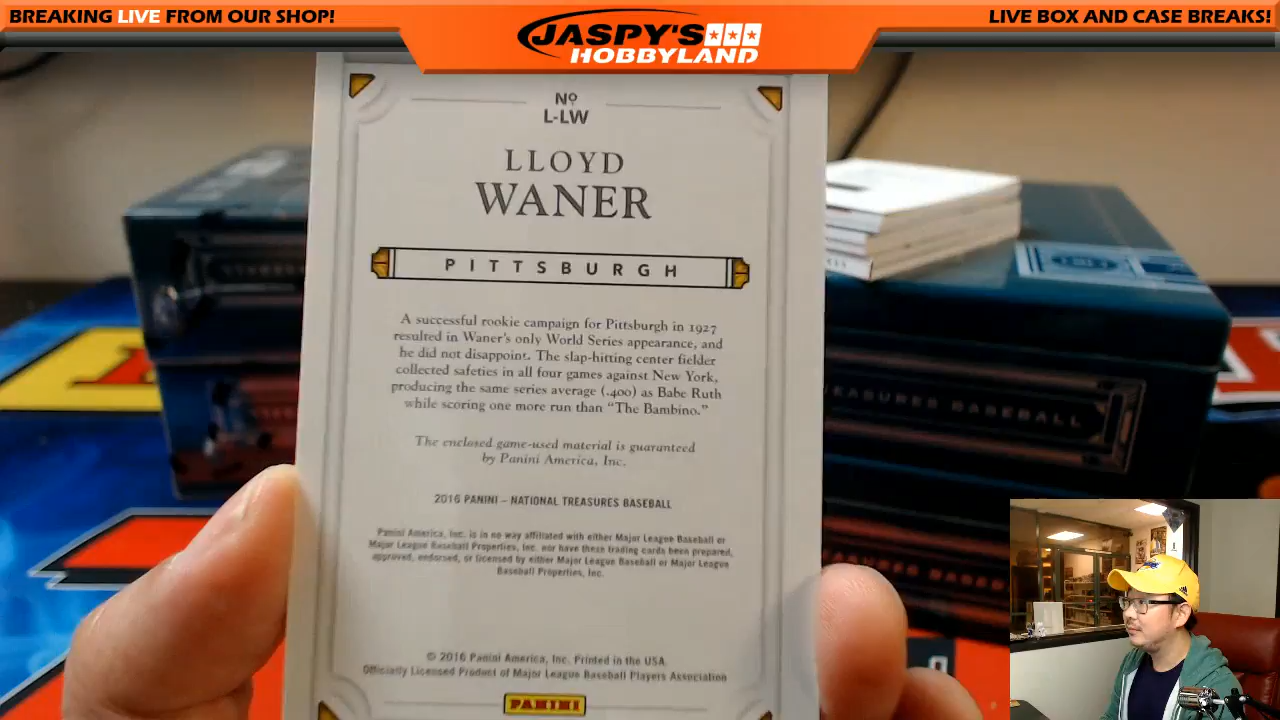 BREAKING LIVE FROM OUR SHOP!
JASPY'S
HOBBYLAND
LIVE BOX AND CASE BREAKS!
Nº
L-LW
LLOYD
WANER
PITTSBURGH
A successful rookie campaign for Pittsburgh in 1927
resulted in Waner's only World Series appearance, and
he did not disappoint. The slap-hitting center fielder
collected safeties in all four games against New York,
producing the same series average (.400) as Babe Ruth
while scoring one more run than "The Bambino."
The enclosed game-used material is guaranteed
by Panini America, Inc.
2016 PANINI – NATIONAL TREASURES BASEBALL
Panini America, Inc. is in no way affiliated with either Major League Baseball or
Major League Baseball Properties, Inc. nor have these trading cards been prepared,
approved, endorsed, or licensed by either Major League Baseball or Major League
Baseball Properties, Inc.
© 2016 Panini America, Inc. Printed in the USA.
Officially Licensed Product of Major League Baseball Players Association
PANINI
EASURES BASEBALL